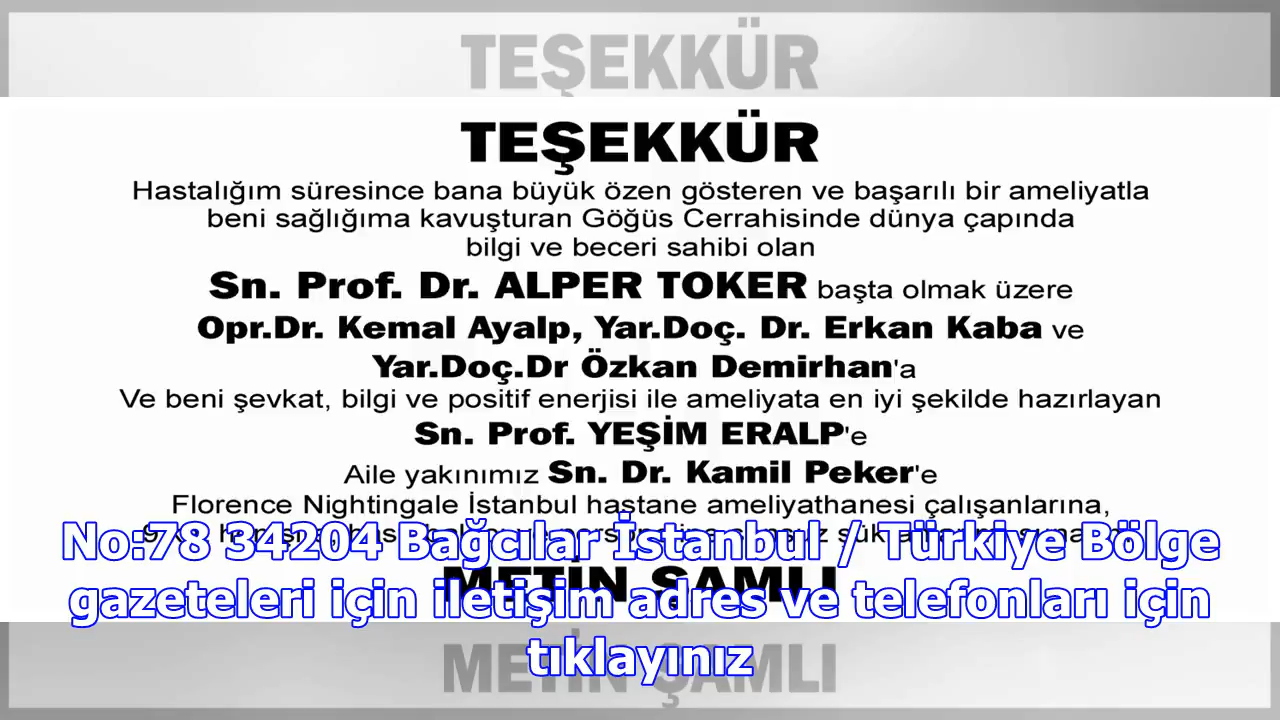 TEŞEKKÜR
TEŞEKKÜR
Hastalığım süresince bana büyük özen gösteren ve başarılı bir ameliyatla
beni sağlığıma kavuşturan Göğüs Cerrahisinde dünya çapında
bilgi ve beceri sahibi olan
Sn. Prof. Dr. ALPER TOKER başta olmak üzere
Opr.Dr. Kemal Ayalp, Yar.Doç. Dr. Erkan Kaba ve
Yar.Doç.Dr Özkan Demirhan'a
Ve beni şevkat, bilgi ve positif enerjisi ile ameliyata en iyi şekilde hazırlayan
Sn. Prof. YEŞİM ERALP'e
Aile yakınımız Sn. Dr. Kamil Peker'e
Florence Nightingale İstanbul hastane ameliyathanesi çalışanlarına,
No:78 34204 Bağcılar İstanbul / Türkiye Bölge
METİN ŞAMLI
gazeteleri için iletişim adres ve telefonları için
tıklayınız
METİN ŞAMLI